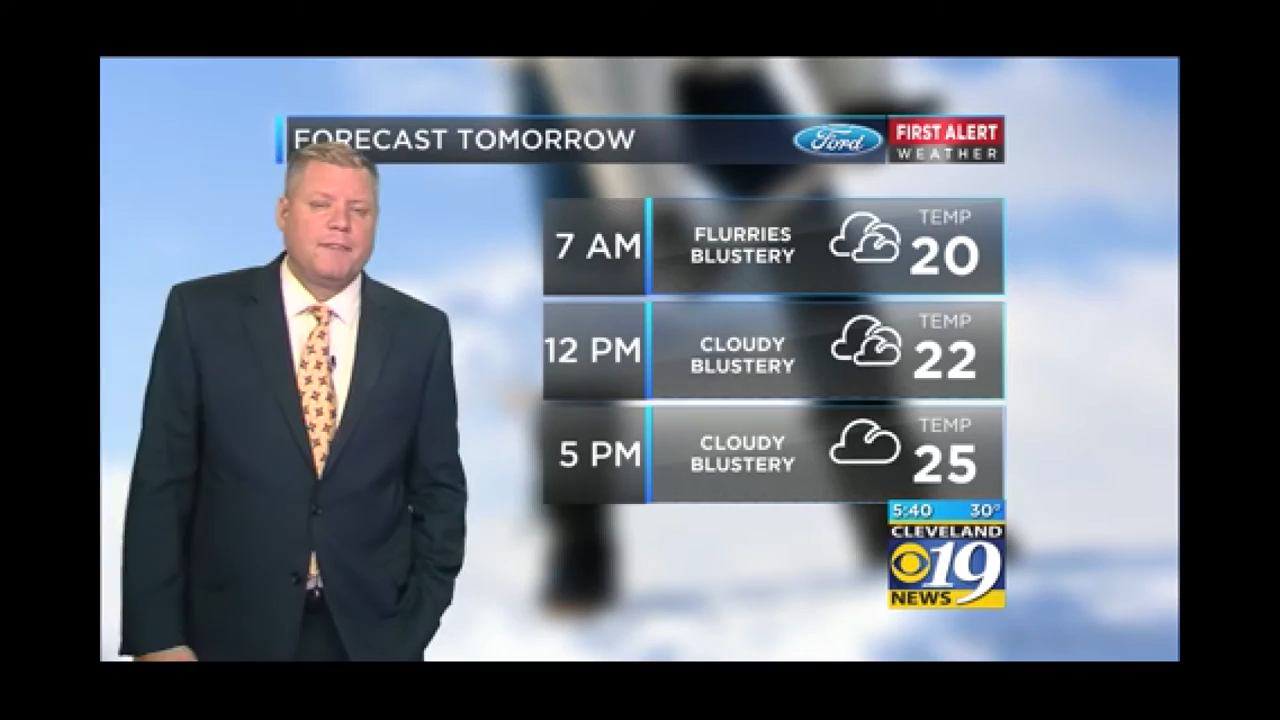 FORECAST TOMORROW
Ford
FIRST ALERT
WEATHER
7 AM
FLURRIES
BLUSTERY
TEMP
20
12 PM
CLOUDY
BLUSTERY
TEMP
22
5 PM
CLOUDY
BLUSTERY
TEMP
25
5:40 30°
CLEVELAND
19
NEWS